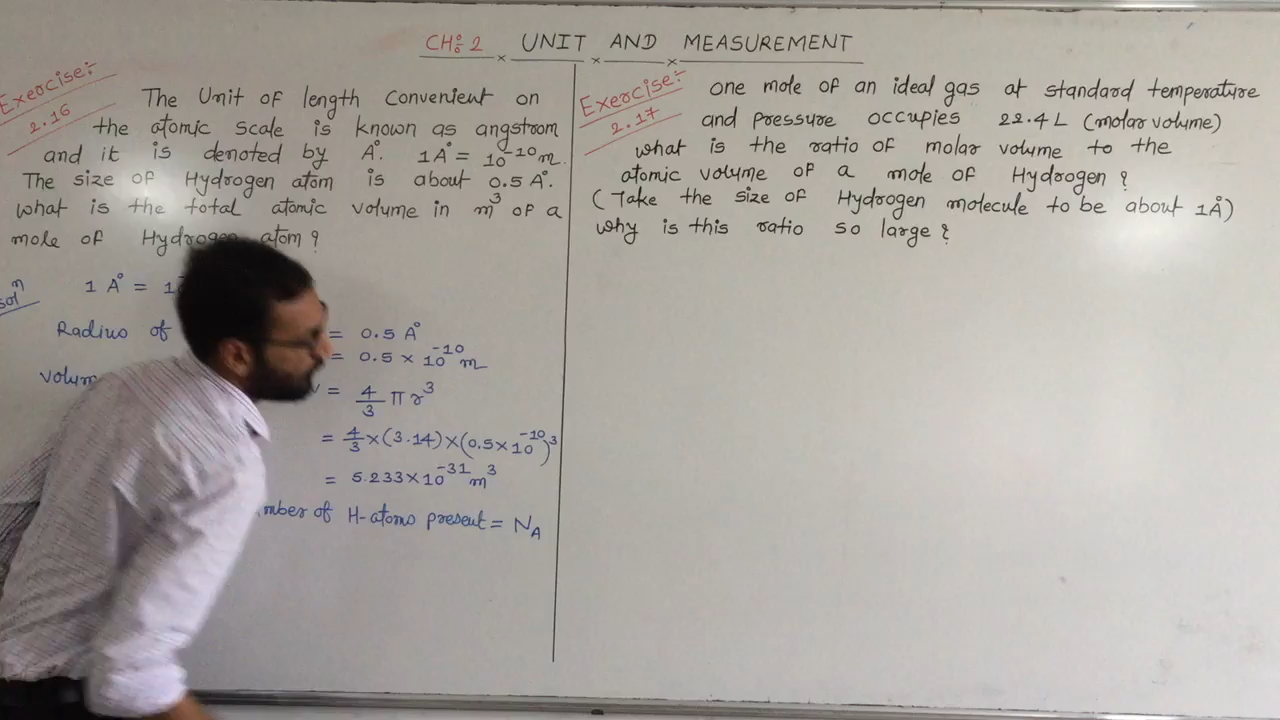 CH: 2 UNIT AND MEASUREMENT
Exercise:-
2.16
The Unit of length Convenient on
the atomic scale is known as angstrom
and it is denoted by A°. 1A° = 10⁻¹⁰m.
The size of Hydrogen atom is about 0.5 A°.
what is the total atomic volume in m³ of a
mole of Hydrogen atom ?
solⁿ 1 A° = 1
Radius of = 0.5 A°
= 0.5 × 10⁻¹⁰ m
volum = 4/3 π r³
= 4/3 × (3.14) × (0.5 × 10⁻¹⁰)³
= 5.233 × 10⁻³¹ m³
mber of H-atoms present = N_A
Exercise:-
2.17
one mole of an ideal gas at standard temperature
and pressure occupies 22.4 L (molar volume)
what is the ratio of molar volume to the
atomic volume of a mole of Hydrogen ?
(Take the size of Hydrogen molecule to be about 1Å)
why is this ratio so large ?